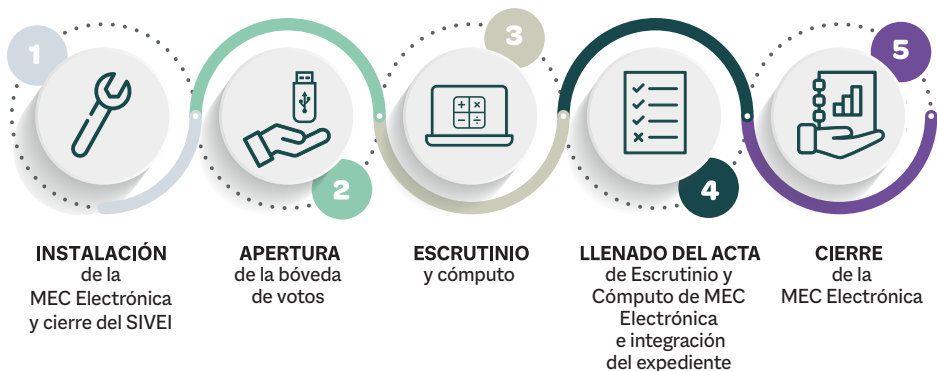 1
INSTALACIÓN
de la
MEC Electrónica
y cierre del SIVEI
2
APERTURA
de la bóveda
de votos
3
ESCRUTINIO
y cómputo
4
LLENADO DEL ACTA
de Escrutinio y
Cómputo de MEC
Electrónica
e integración
del expediente
5
CIERRE
de la
MEC Electrónica